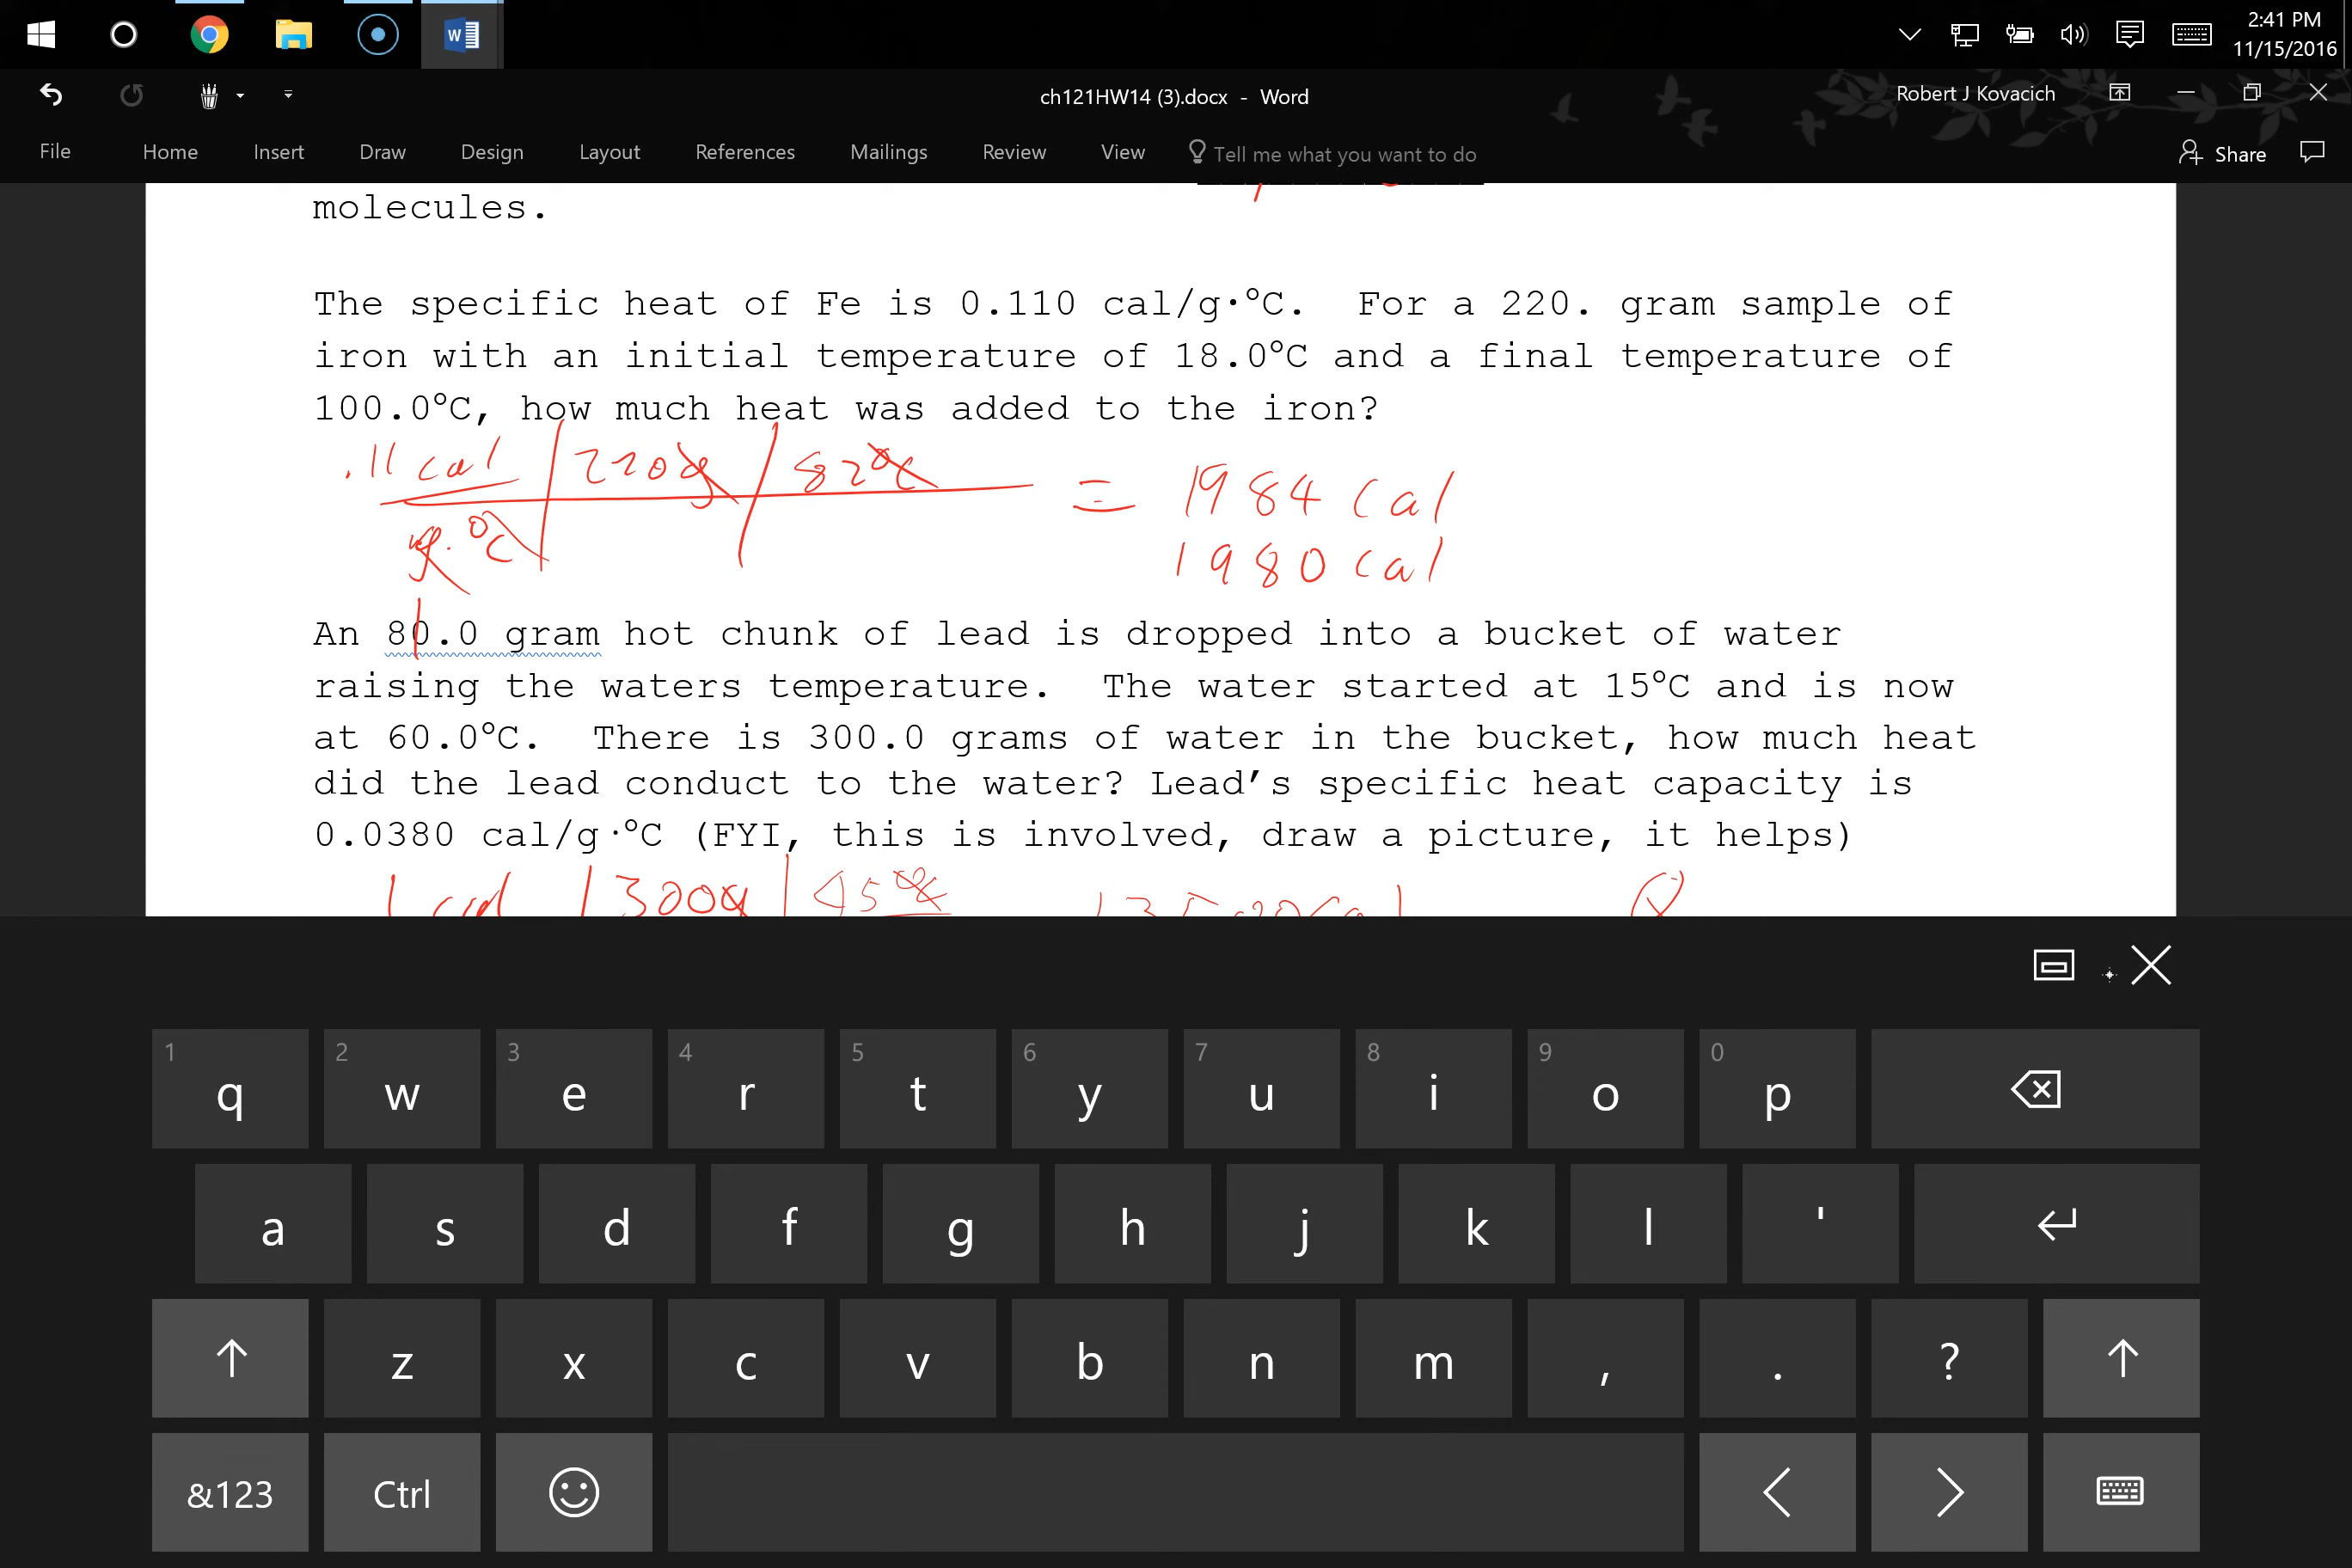 2:41 PM
11/15/2016
ch121HW14 (3).docx - Word
Robert J Kovacich
File Home Insert Draw Design Layout References Mailings Review View Tell me what you want to do Share
molecules.
The specific heat of Fe is 0.110 cal/g·°C. For a 220. gram sample of
iron with an initial temperature of 18.0°C and a final temperature of
100.0°C, how much heat was added to the iron?
.11 cal 220g 82°C
g·°C
= 1984 cal
1980 cal
An 80.0 gram hot chunk of lead is dropped into a bucket of water
raising the waters temperature. The water started at 15°C and is now
at 60.0°C. There is 300.0 grams of water in the bucket, how much heat
did the lead conduct to the water? Lead’s specific heat capacity is
0.0380 cal/g·°C (FYI, this is involved, draw a picture, it helps)
1 cal 300g 45°C
1 2 3 4 5 6 7 8 9 0
q w e r t y u i o p
a s d f g h j k l '
z x c v b n m , . ?
&123 Ctrl